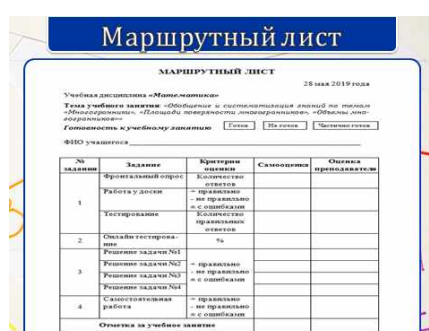 Маршрутный лист
МАРШРУТНЫЙ ЛИСТ
28 мая 2019 года
Учебная дисциплина «Математика»
Тема учебного занятия: «Обобщение и систематизация знаний по темам
«Многогранники», «Площади поверхности многогранников», «Объемы мно-
гогранников»»
Готовность к учебному занятию Готов Не готов Частично готов
ФИО учащегося
№ задания Задание Критерии оценки Самооценка Оценка преподавателя
1
Фронтальный опрос Количество ответов
Работа у доски + правильно
- не правильно
± с ошибками
Тестирование Количество правильных ответов
2 Онлайн тестирова-
ние %
3
Решение задачи №1
Решение задачи №2
Решение задачи №3
Решение задачи №4
+ правильно
- не правильно
± с ошибками
4 Самостоятельная работа + правильно
- не правильно
± с ошибками
Отметка за учебное занятие